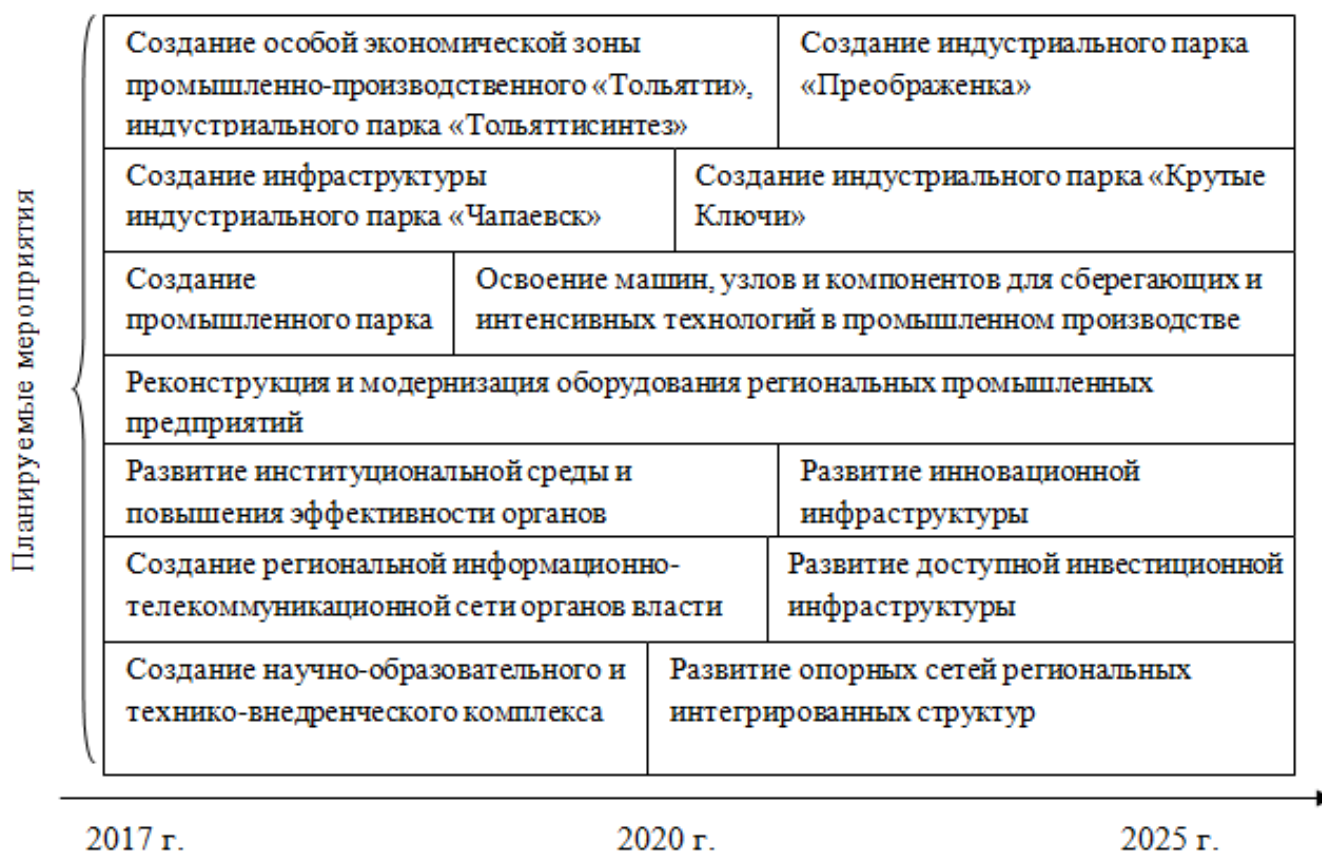 Планируемые мероприятия
Создание особой экономической зоны
промышленно-производственного «Тольятти»,
индустриального парка «Тольяттисинтез»
Создание индустриального парка
«Преображенка»
Создание инфраструктуры
индустриального парка «Чапаевск»
Создание индустриального парка «Крутые
Ключи»
Создание
промышленного парка
Освоение машин, узлов и компонентов для сберегающих и
интенсивных технологий в промышленном производстве
Реконструкция и модернизация оборудования региональных промышленных
предприятий
Развитие институциональной среды и
повышения эффективности органов
Развитие инновационной
инфраструктуры
Создание региональной информационно-
телекоммуникационной сети органов власти
Развитие доступной инвестиционной
инфраструктуры
Создание научно-образовательного и
технико-внедренческого комплекса
Развитие опорных сетей региональных
интегрированных структур
2017 г.
2020 г.
2025 г.